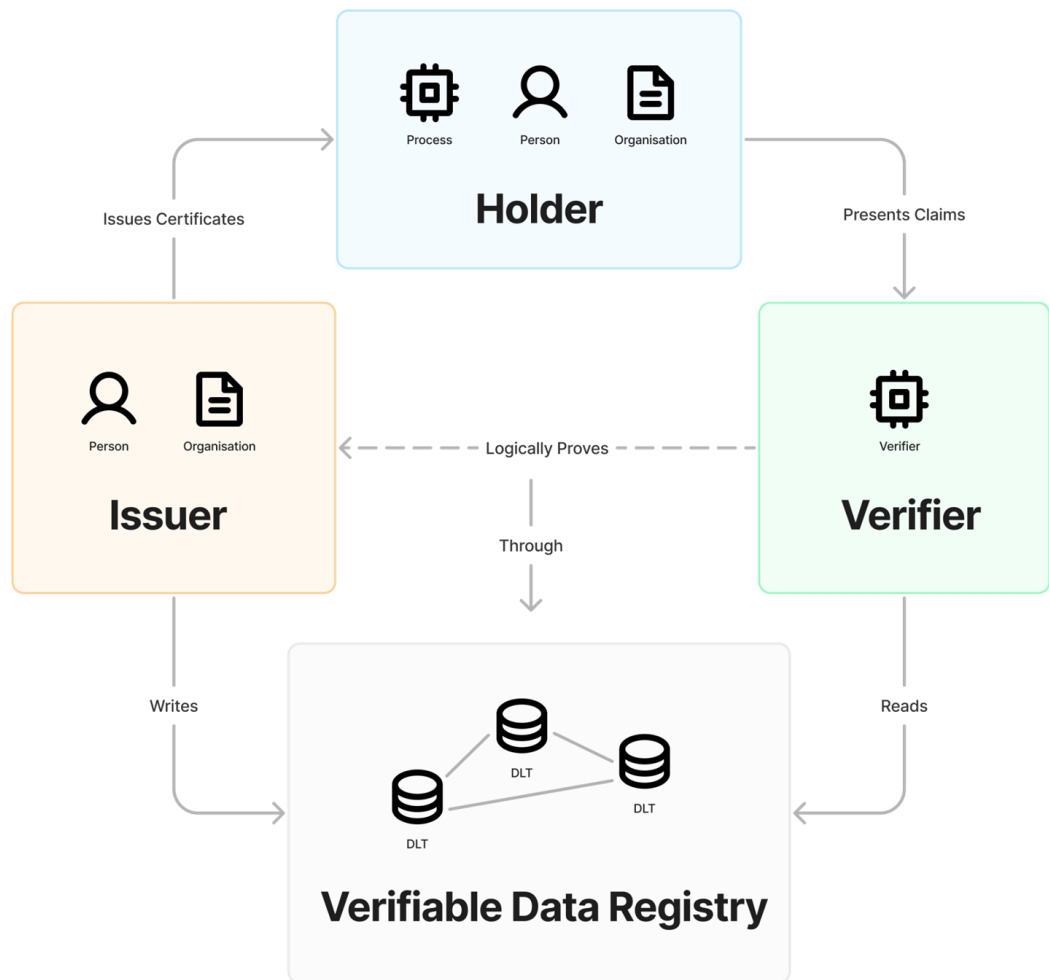 Process
Person
Organisation
Holder
Issues Certificates
Presents Claims
Person
Organisation
Issuer
Verifier
Verifier
Logically Proves
Through
Writes
Reads
DLT
DLT
DLT
Verifiable Data Registry